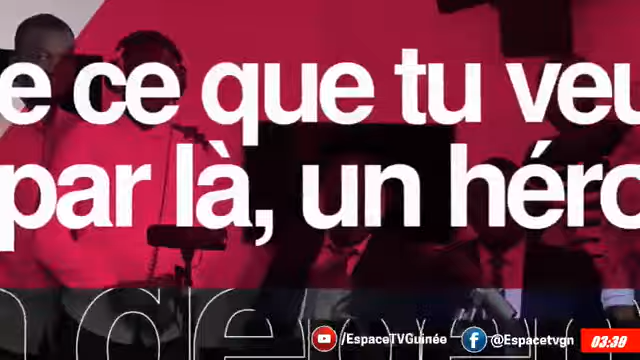 e ce que tu veu
par là, un héro
/EspaceTVGuinée @Espacetvgn 03:38